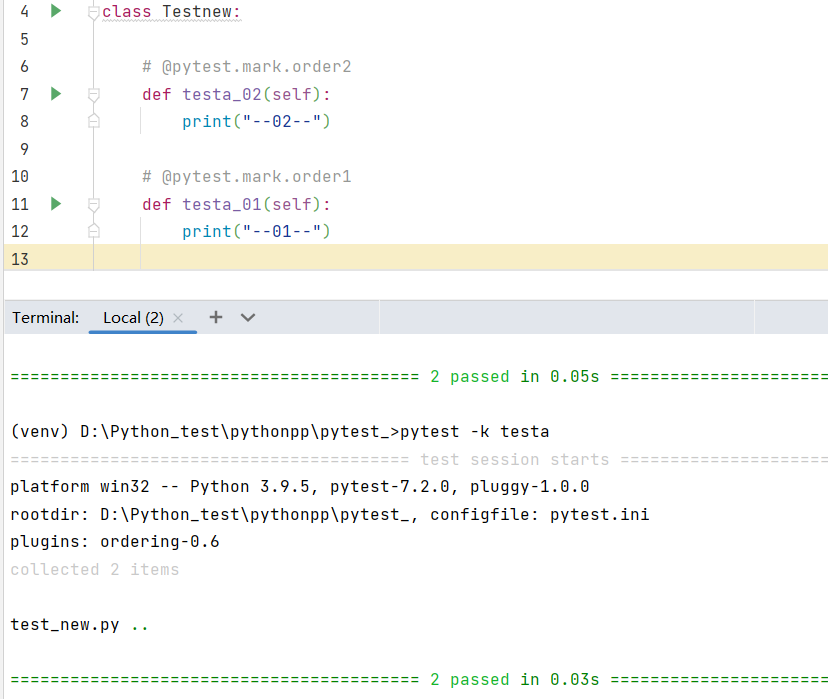 4 class Testnew:
5
6 # @pytest.mark.order2
7 def testa_02(self):
8 print("--02--")
9
10 # @pytest.mark.order1
11 def testa_01(self):
12 print("--01--")
13
Terminal: Local (2) × + 
========================================= 2 passed in 0.05s ======================
(venv) D:\Python_test\pythonpp\pytest_>pytest -k testa
======================================== test session starts =====================
platform win32 -- Python 3.9.5, pytest-7.2.0, pluggy-1.0.0
rootdir: D:\Python_test\pythonpp\pytest_, configfile: pytest.ini
plugins: ordering-0.6
collected 2 items
test_new.py ..
========================================= 2 passed in 0.03s ======================